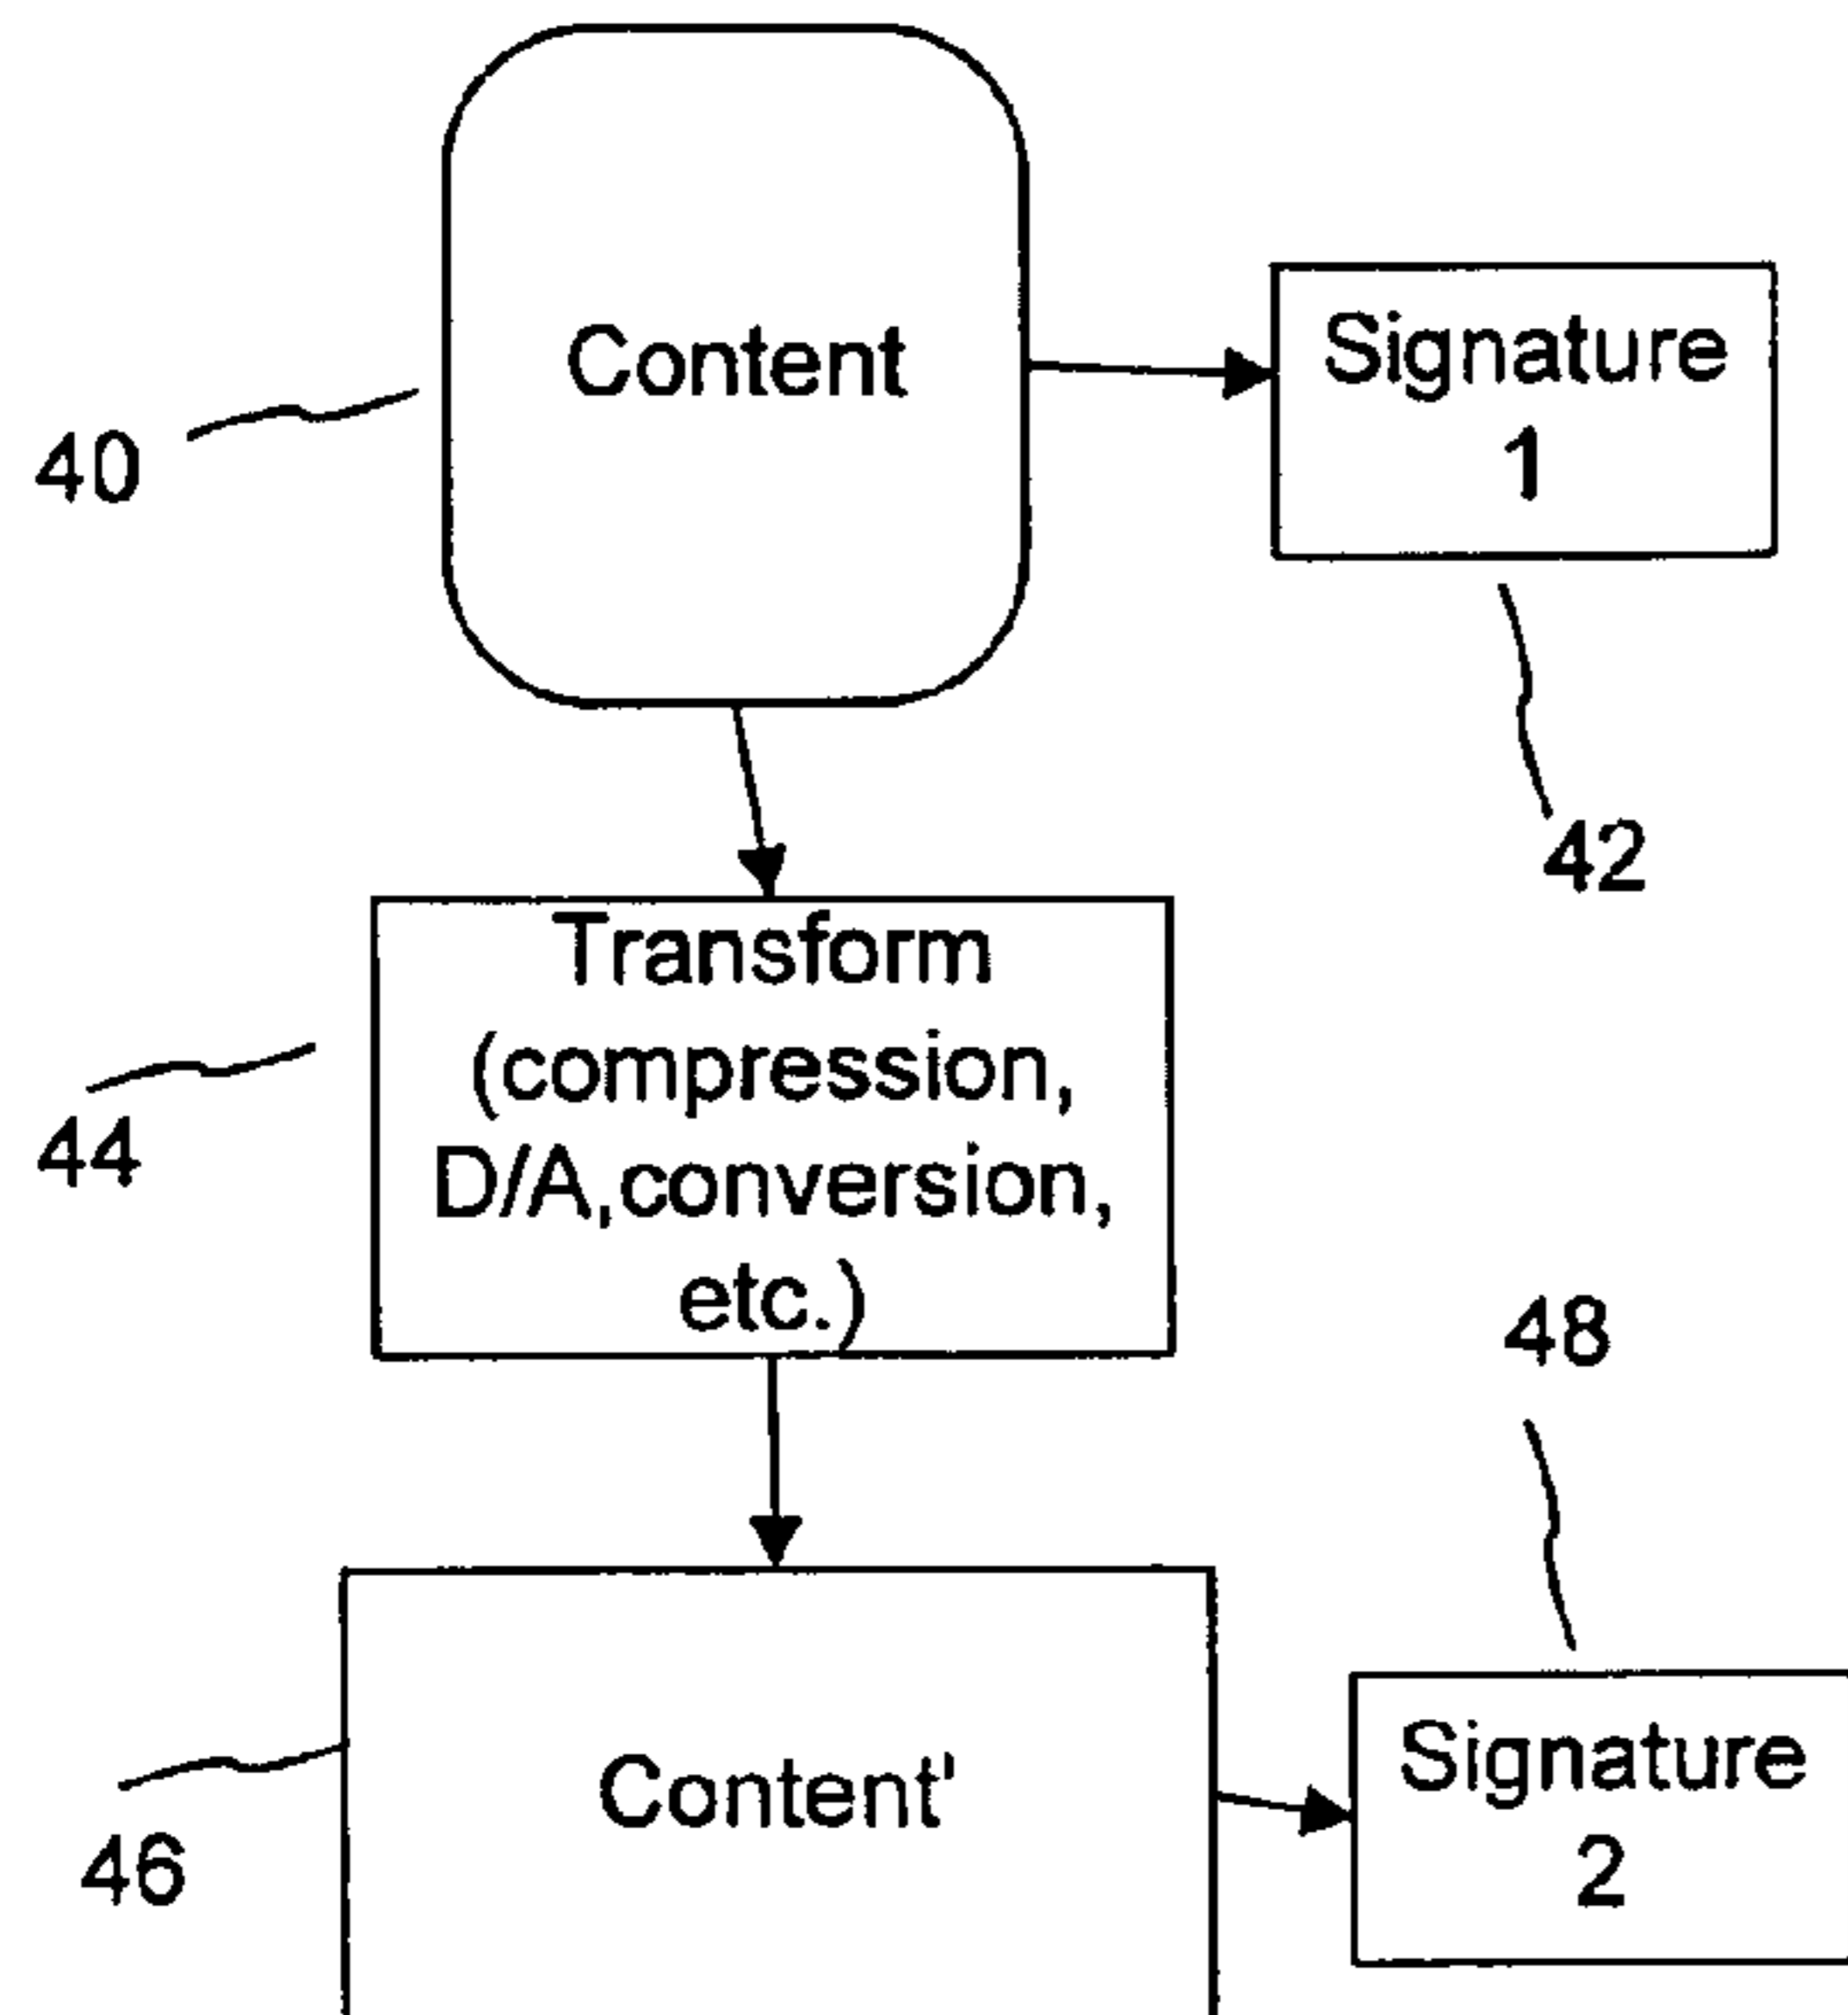 Content
Signature
1
40
42
Transform
(compression,
D/A,conversion,
etc.)
44
48
Content'
Signature
2
46